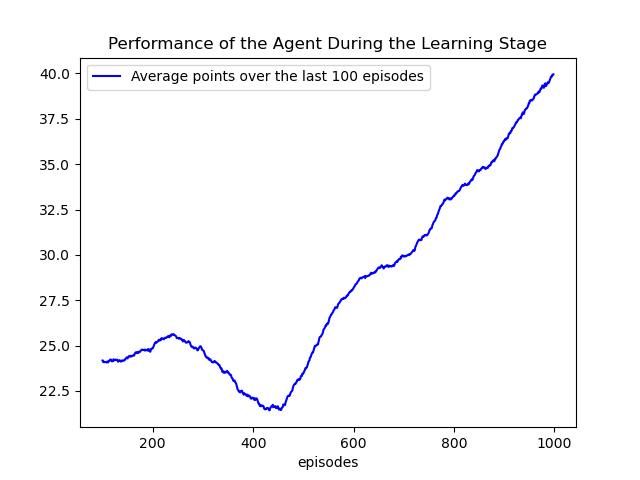 Performance of the Agent During the Learning Stage
Average points over the last 100 episodes
40.0
37.5
35.0
32.5
30.0
27.5
25.0
22.5
200 400 600 800 1000
episodes